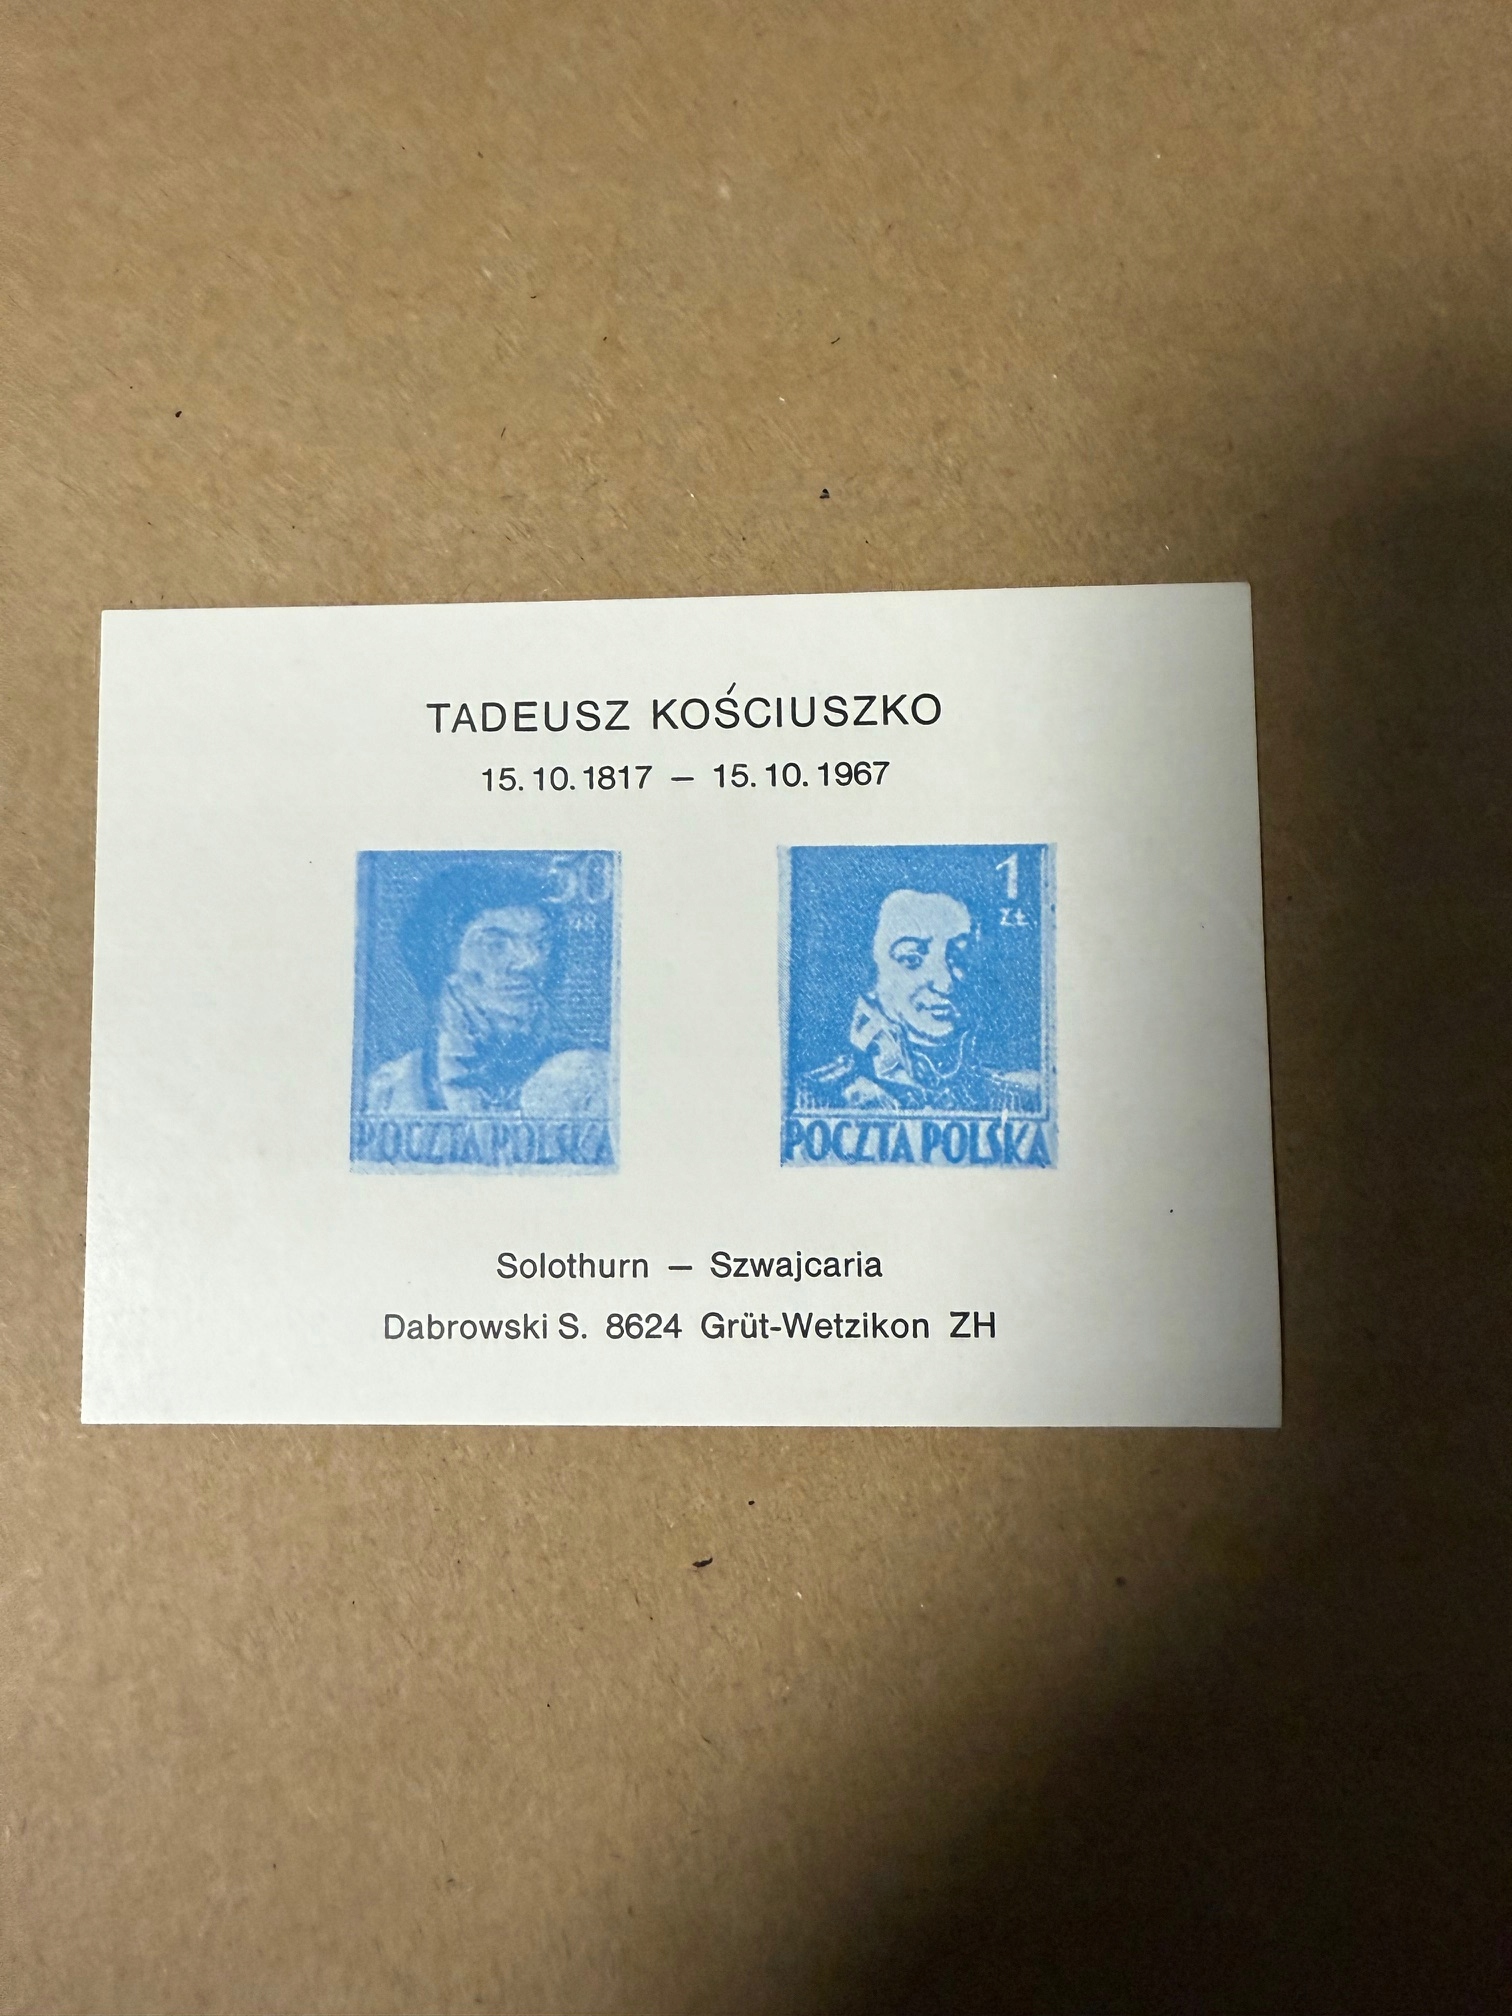 TADEUSZ KOŚCIUSZKO
15.10.1817 — 15.10.1967
50
1
ZŁ
POCZTA POLSKA
POCZTA POLSKA
Solothurn — Szwajcaria
Dabrowski S. 8624 Grüt-Wetzikon ZH